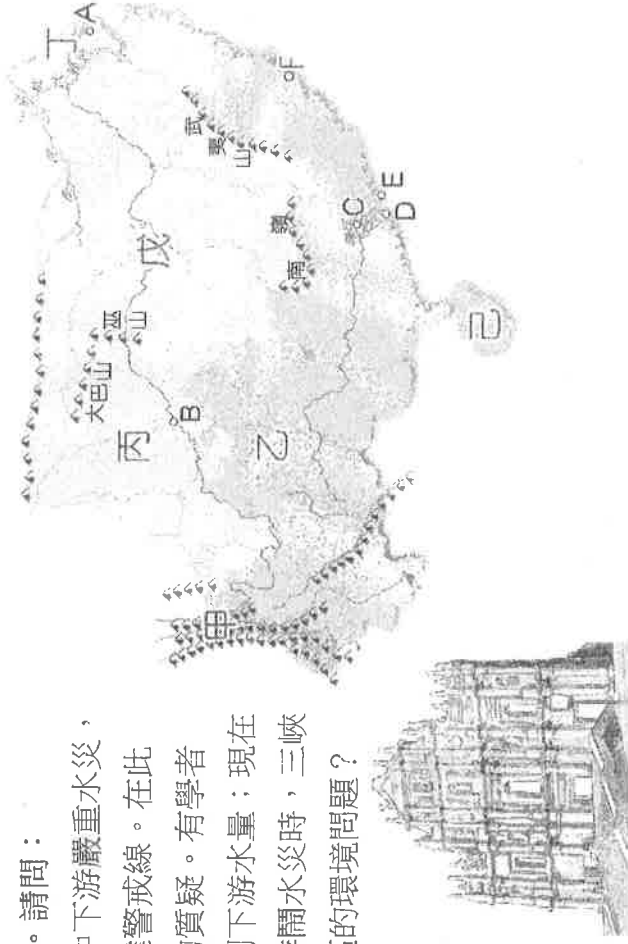 。請問：
下游嚴重水災，
警戒線。在此
質疑。有學者
下游水量；現在
鬧水災時，三峽
的環境問題？
甲
大巴山
丙
巫山
B
戊
乙
丁
A
武夷山
南嶺
C
F
E
D
己